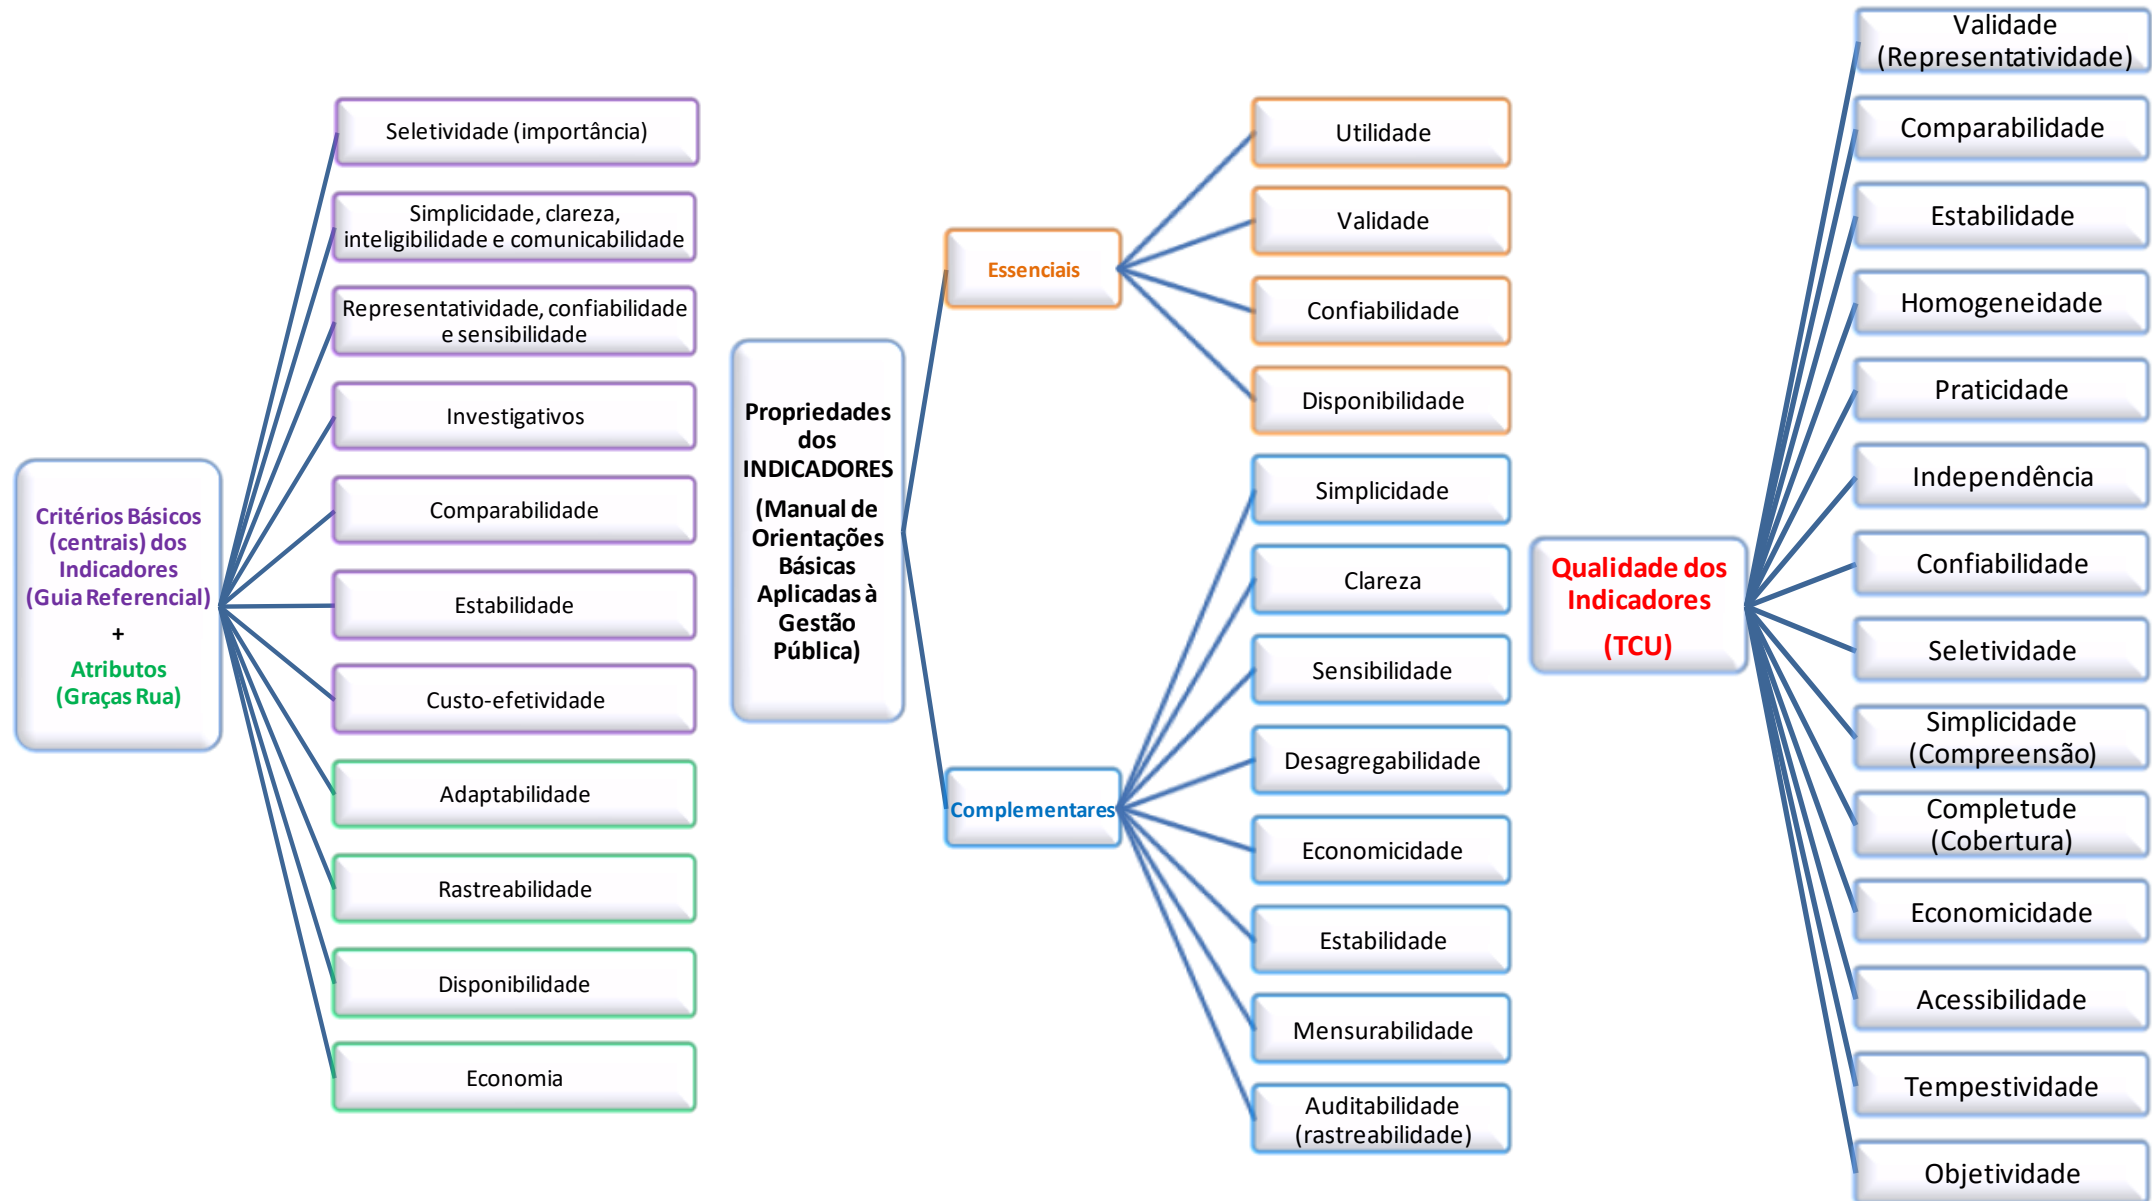 Critérios Básicos
(centrais) dos
Indicadores
(Guia Referencial)
+
Atributos
(Graças Rua)
Seletividade (importância)
Simplicidade, clareza,
inteligibilidade e comunicabilidade
Representatividade, confiabilidade
e sensibilidade
Investigativos
Comparabilidade
Estabilidade
Custo-efetividade
Adaptabilidade
Rastreabilidade
Disponibilidade
Economia
Propriedades
dos
INDICADORES
(Manual de
Orientações
Básicas
Aplicadas à
Gestão
Pública)
Essenciais
Utilidade
Validade
Confiabilidade
Disponibilidade
Complementares
Simplicidade
Clareza
Sensibilidade
Desagregabilidade
Economicidade
Estabilidade
Mensurabilidade
Auditabilidade
(rastreabilidade)
Qualidade dos
Indicadores
(TCU)
Validade
(Representatividade)
Comparabilidade
Estabilidade
Homogeneidade
Praticidade
Independência
Confiabilidade
Seletividade
Simplicidade
(Compreensão)
Completude
(Cobertura)
Economicidade
Acessibilidade
Tempestividade
Objetividade